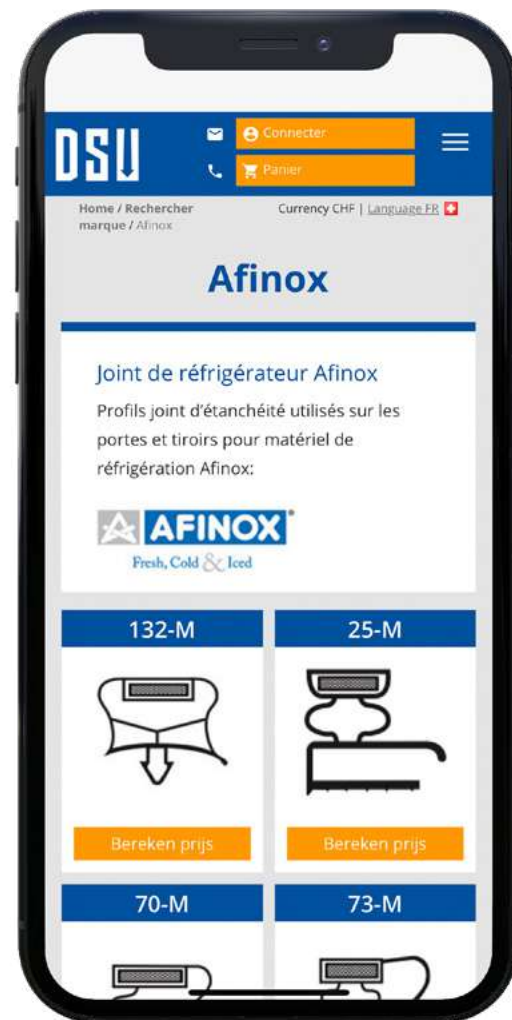 DSU
Connecter
Panier
Home / Rechercher
marque / Afinox
Currency CHF | Language FR
Afinox
Joint de réfrigérateur Afinox
Profils joint d'étanchéité utilisés sur les
portes et tiroirs pour matériel de
réfrigération Afinox:
AFINOX®
Fresh, Cold & Iced
132-M
25-M
Bereken prijs
Bereken prijs
70-M
73-M